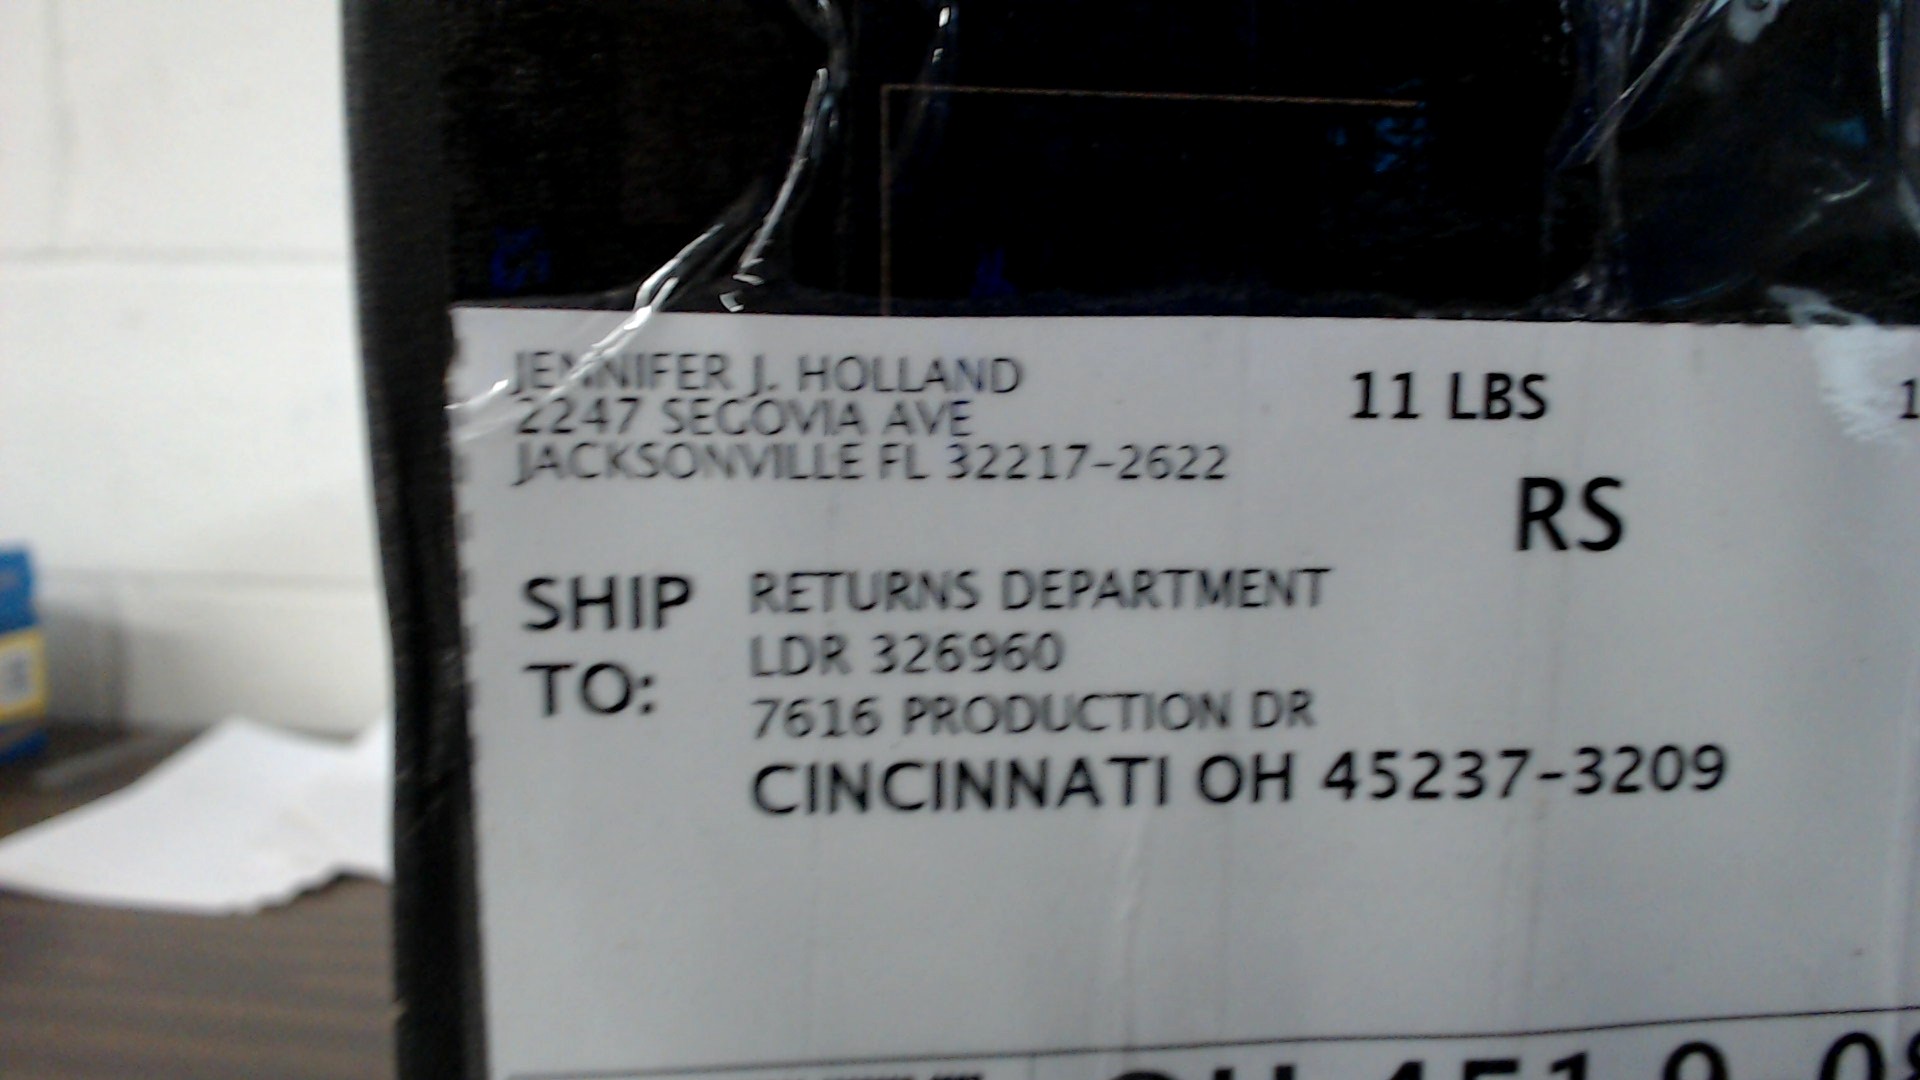 JENNIFER J. HOLLAND
2247 SEGOVIA AVE
JACKSONVILLE FL 32217-2622
11 LBS
1
RS
SHIP TO:
RETURNS DEPARTMENT
LDR 326960
7616 PRODUCTION DR
CINCINNATI OH 45237-3209